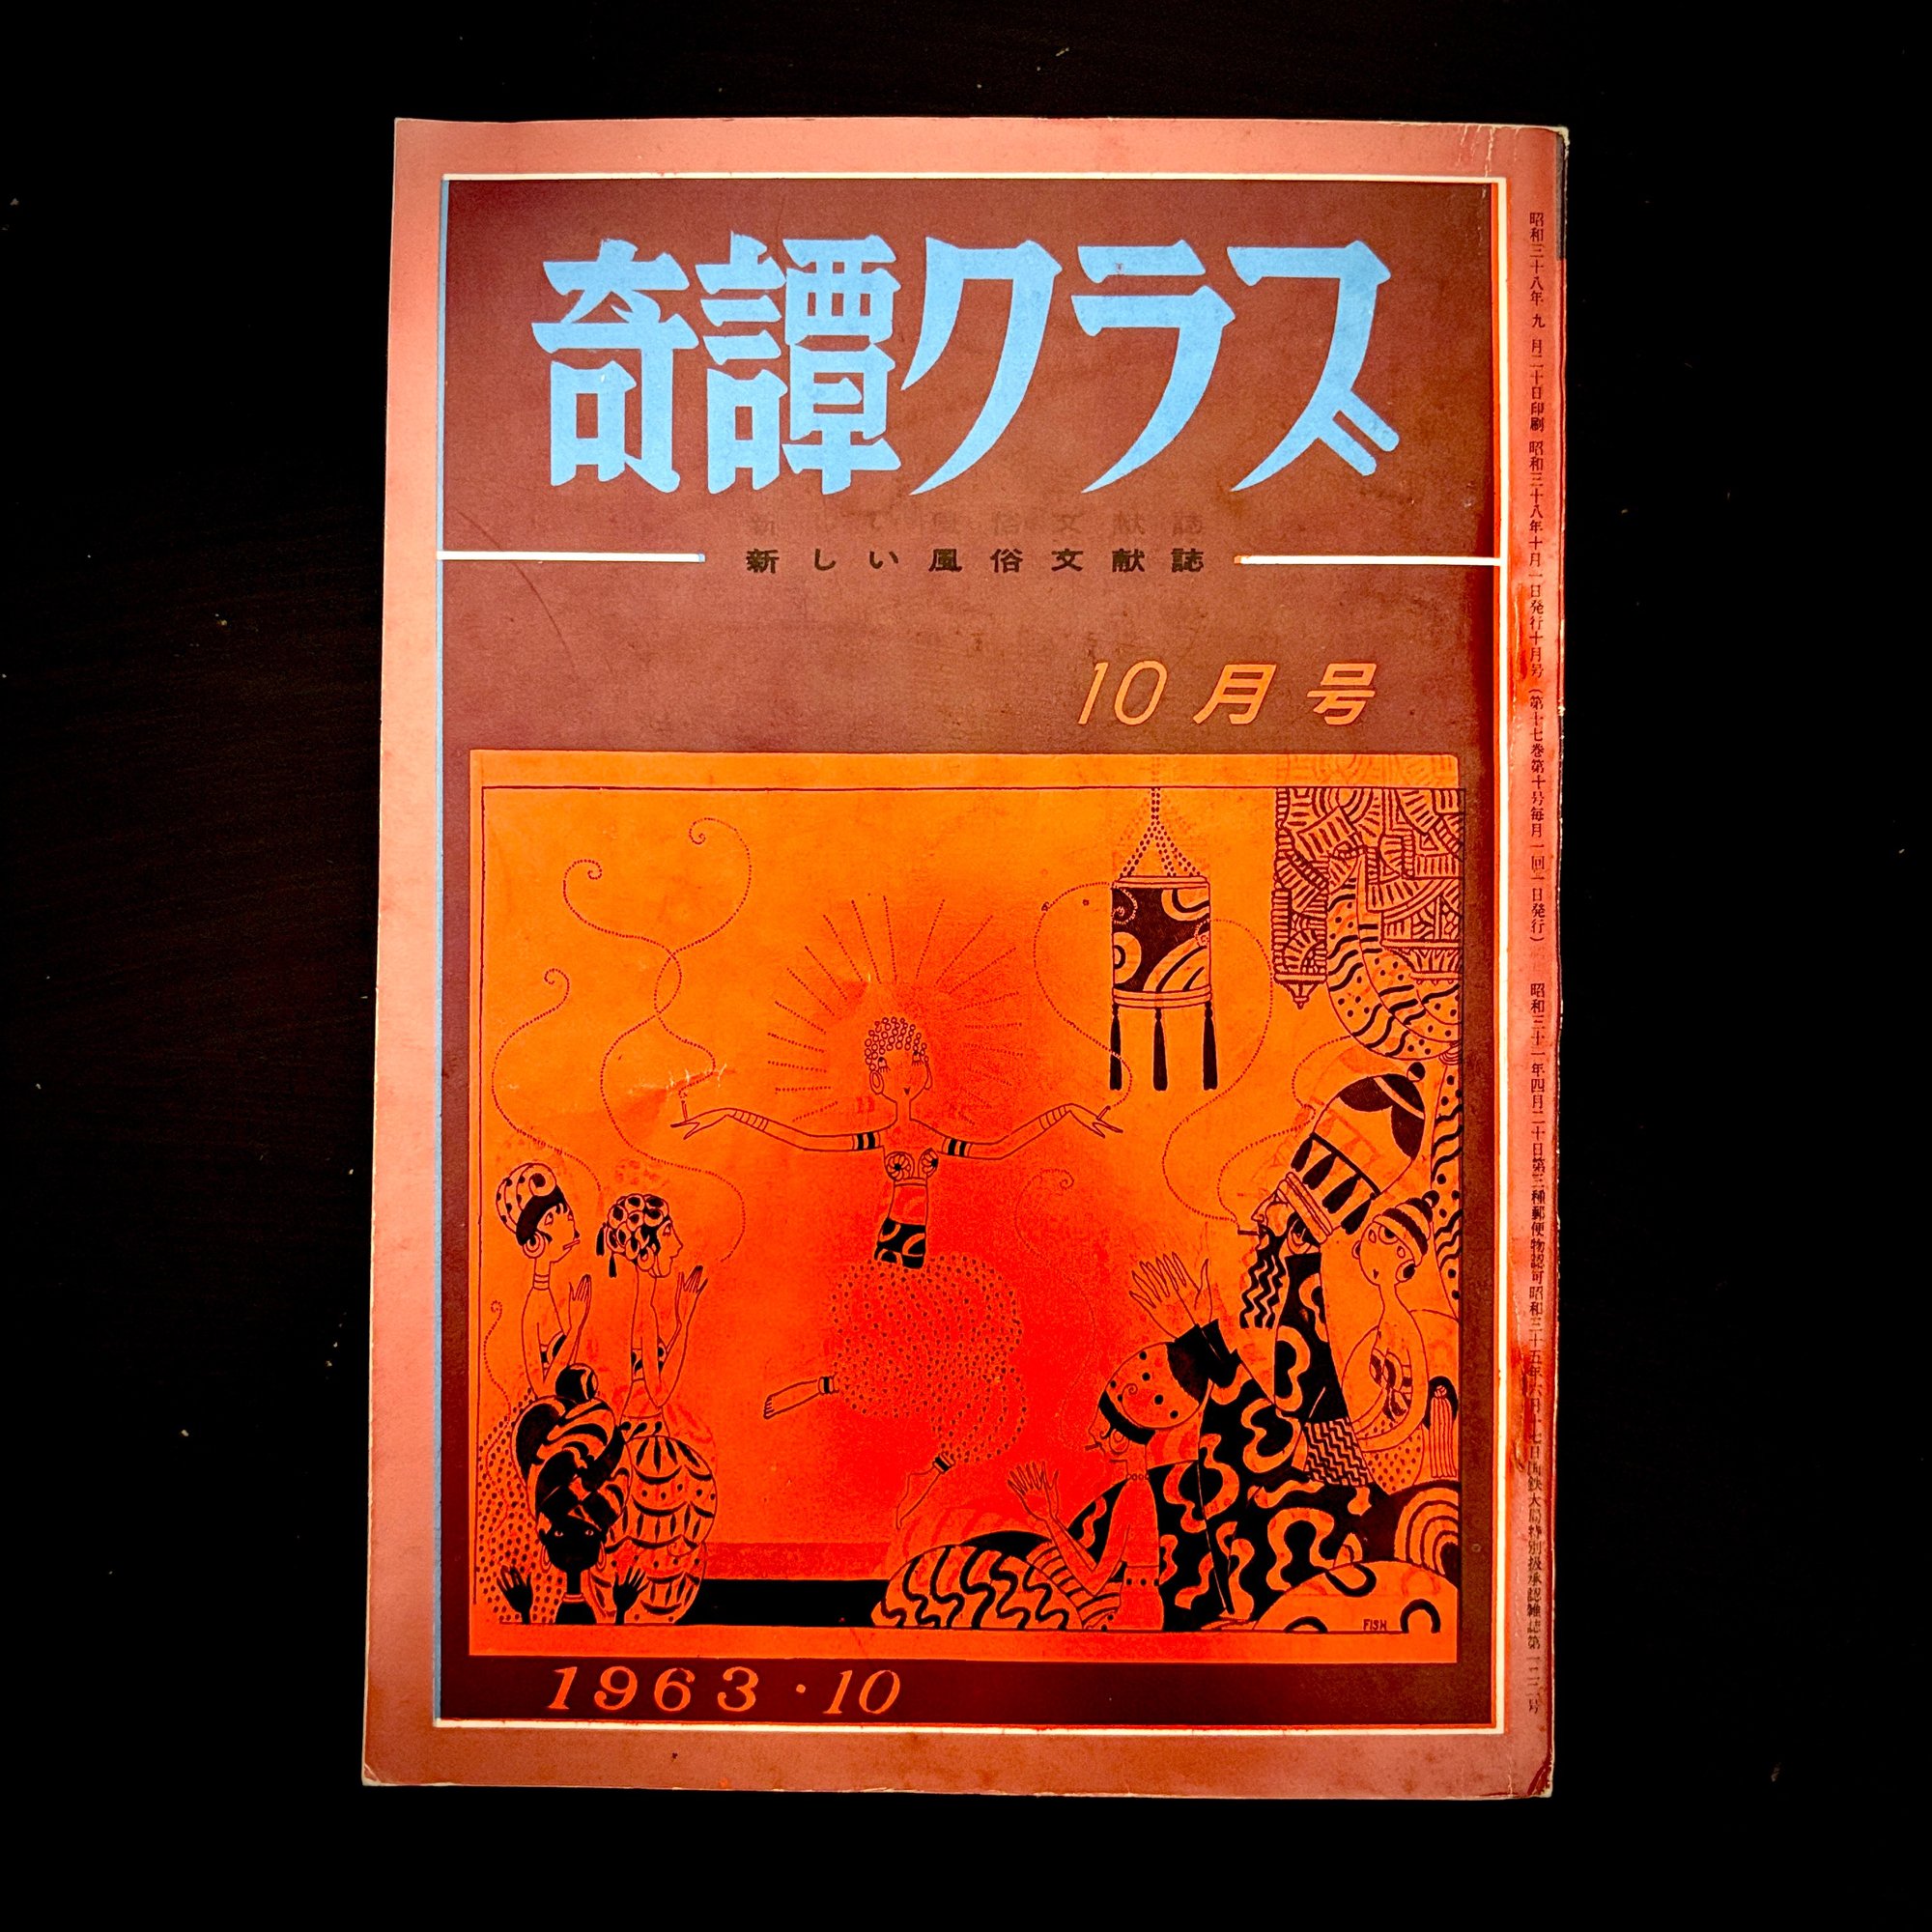 奇譚クラブ
新しい風俗文献誌
10月号
FISH
1963・10
昭和三十八年九月二十日印刷 昭和三十八年十月一日発行十月号 (第十七巻第十号毎月一回一日発行) 昭和三十一年四月二十日第三種郵便物認可 昭和三十五年六月十七日国鉄大局特別扱承認雑誌第一二二号